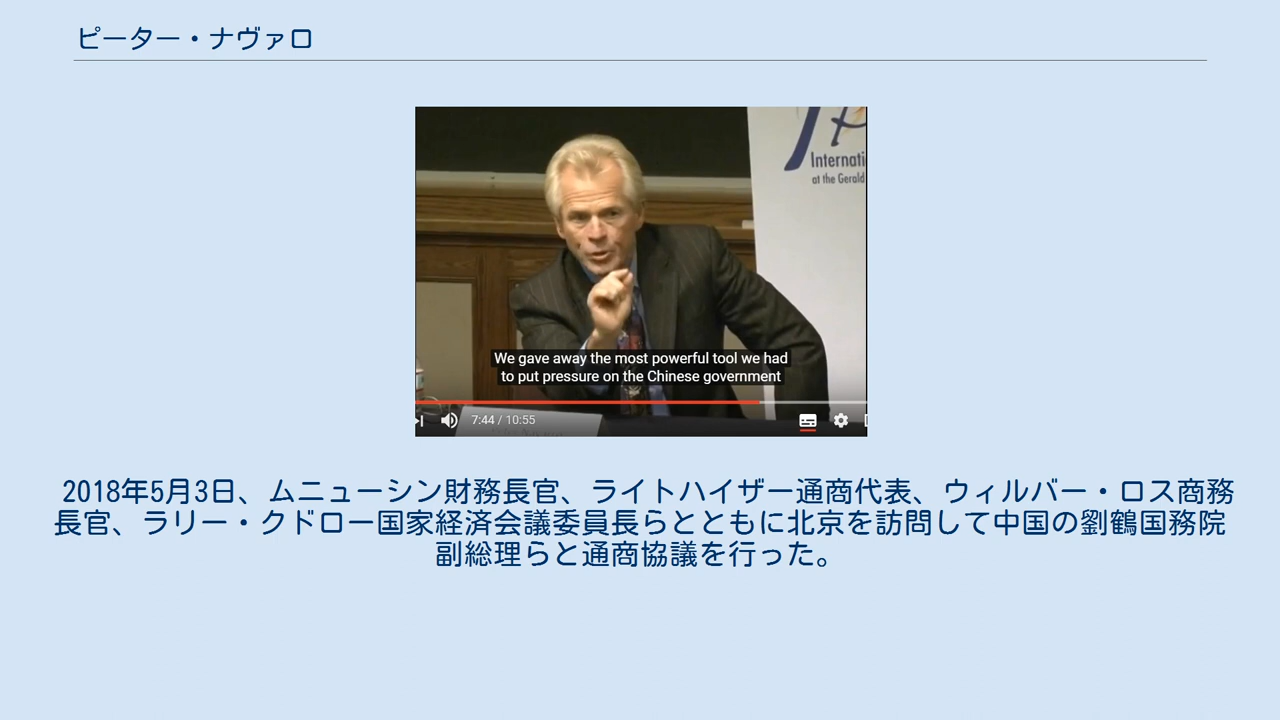 ピーター・ナヴァロ
Internati
at the Gerald
We gave away the most powerful tool we had
to put pressure on the Chinese government
7:44 / 10:55
2018年5月3日、ムニューシン財務長官、ライトハイザー通商代表、ウィルバー・ロス商務
長官、ラリー・クドロー国家経済会議委員長らとともに北京を訪問して中国の劉鶴国務院
副総理らと通商協議を行った。